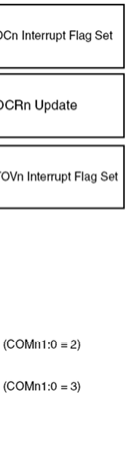 OCn Interrupt Flag Set
OCRn Update
TOVn Interrupt Flag Set
(COMn1:0 = 2)
(COMn1:0 = 3)